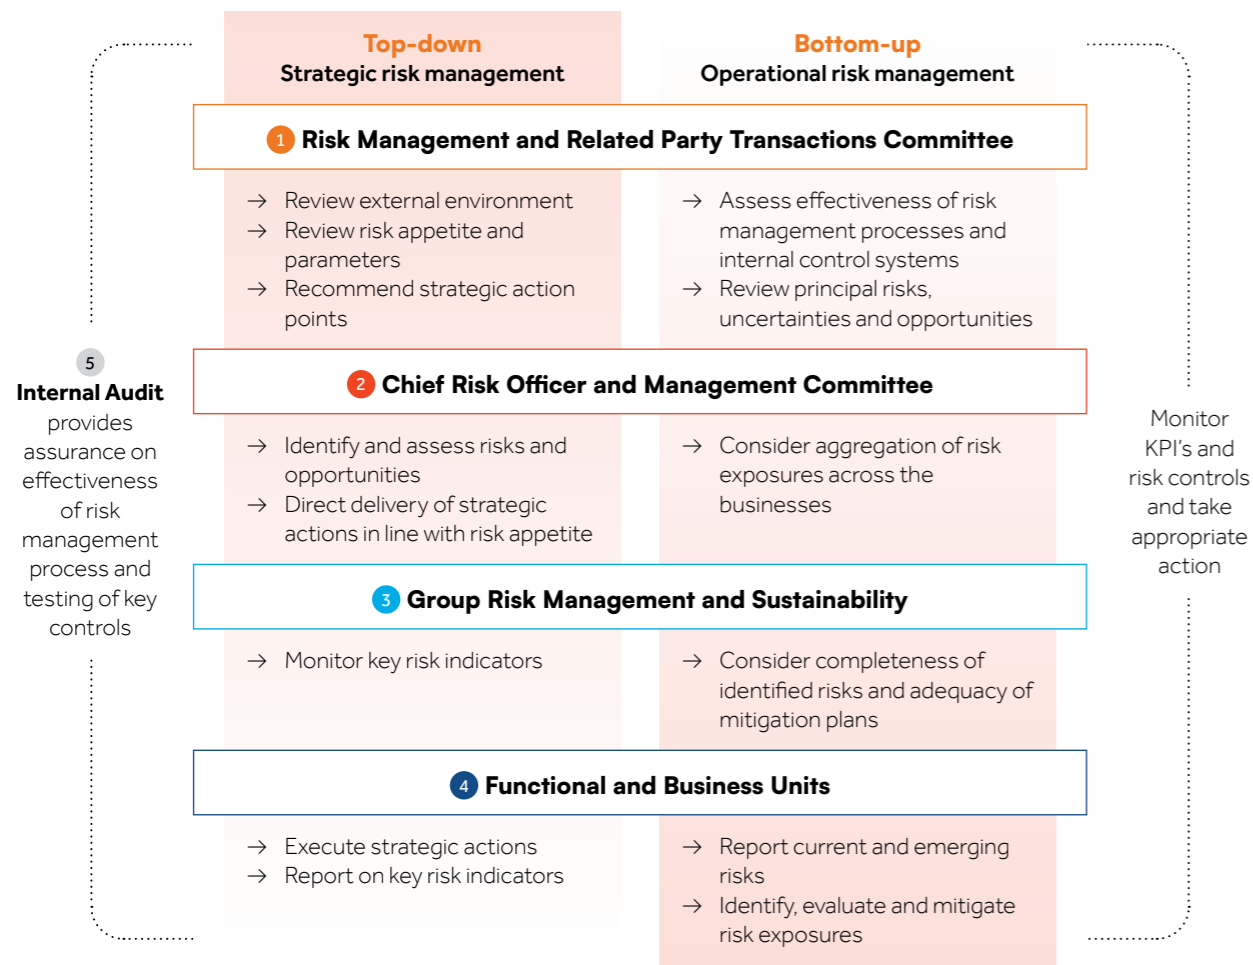 Top-down
Strategic risk management
Bottom-up
Operational risk management
1 Risk Management and Related Party Transactions Committee
→ Review external environment
→ Review risk appetite and
parameters
→ Recommend strategic action
points
→ Assess effectiveness of risk
management processes and
internal control systems
→ Review principal risks,
uncertainties and opportunities
2 Chief Risk Officer and Management Committee
→ Identify and assess risks and
opportunities
→ Direct delivery of strategic
actions in line with risk appetite
→ Consider aggregation of risk
exposures across the
businesses
3 Group Risk Management and Sustainability
→ Monitor key risk indicators
→ Consider completeness of
identified risks and adequacy of
mitigation plans
4 Functional and Business Units
→ Execute strategic actions
→ Report on key risk indicators
→ Report current and emerging
risks
→ Identify, evaluate and mitigate
risk exposures
5
Internal Audit
provides
assurance on
effectiveness
of risk
management
process and
testing of key
controls
Monitor
KPI's and
risk controls
and take
appropriate
action